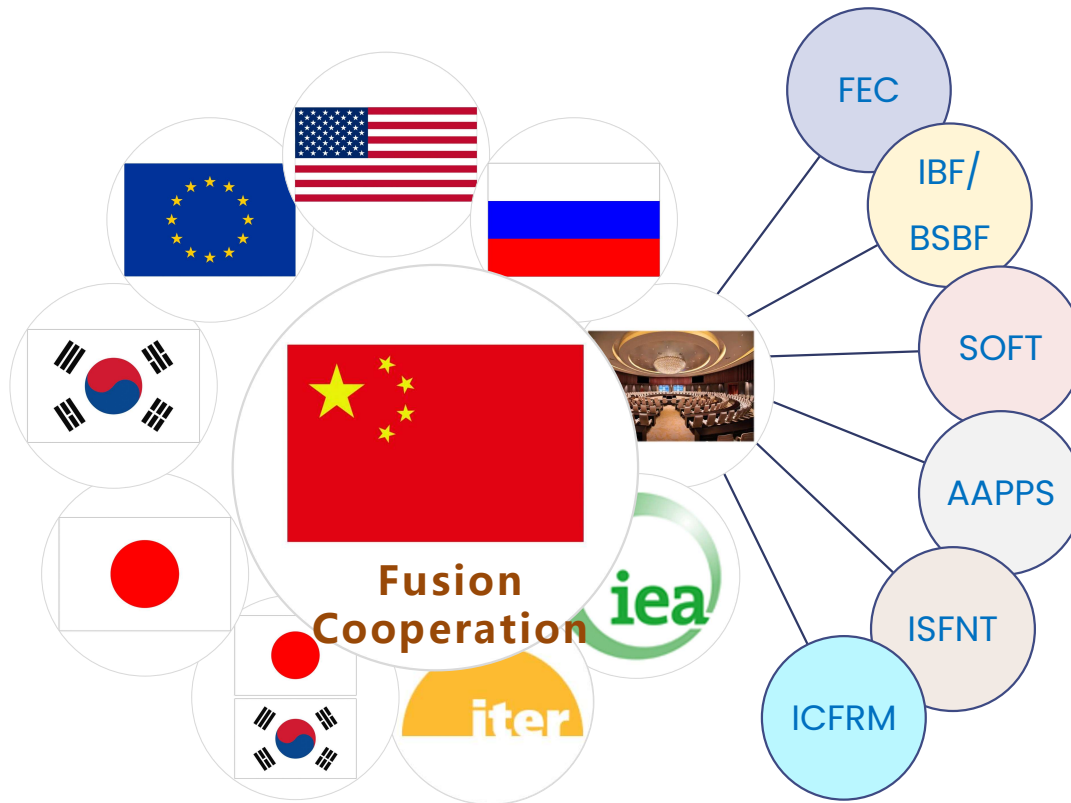 FEC
IBF/
BSBF
SOFT
AAPPS
ISFNT
ICFRM
Fusion
Cooperation
iea
iter